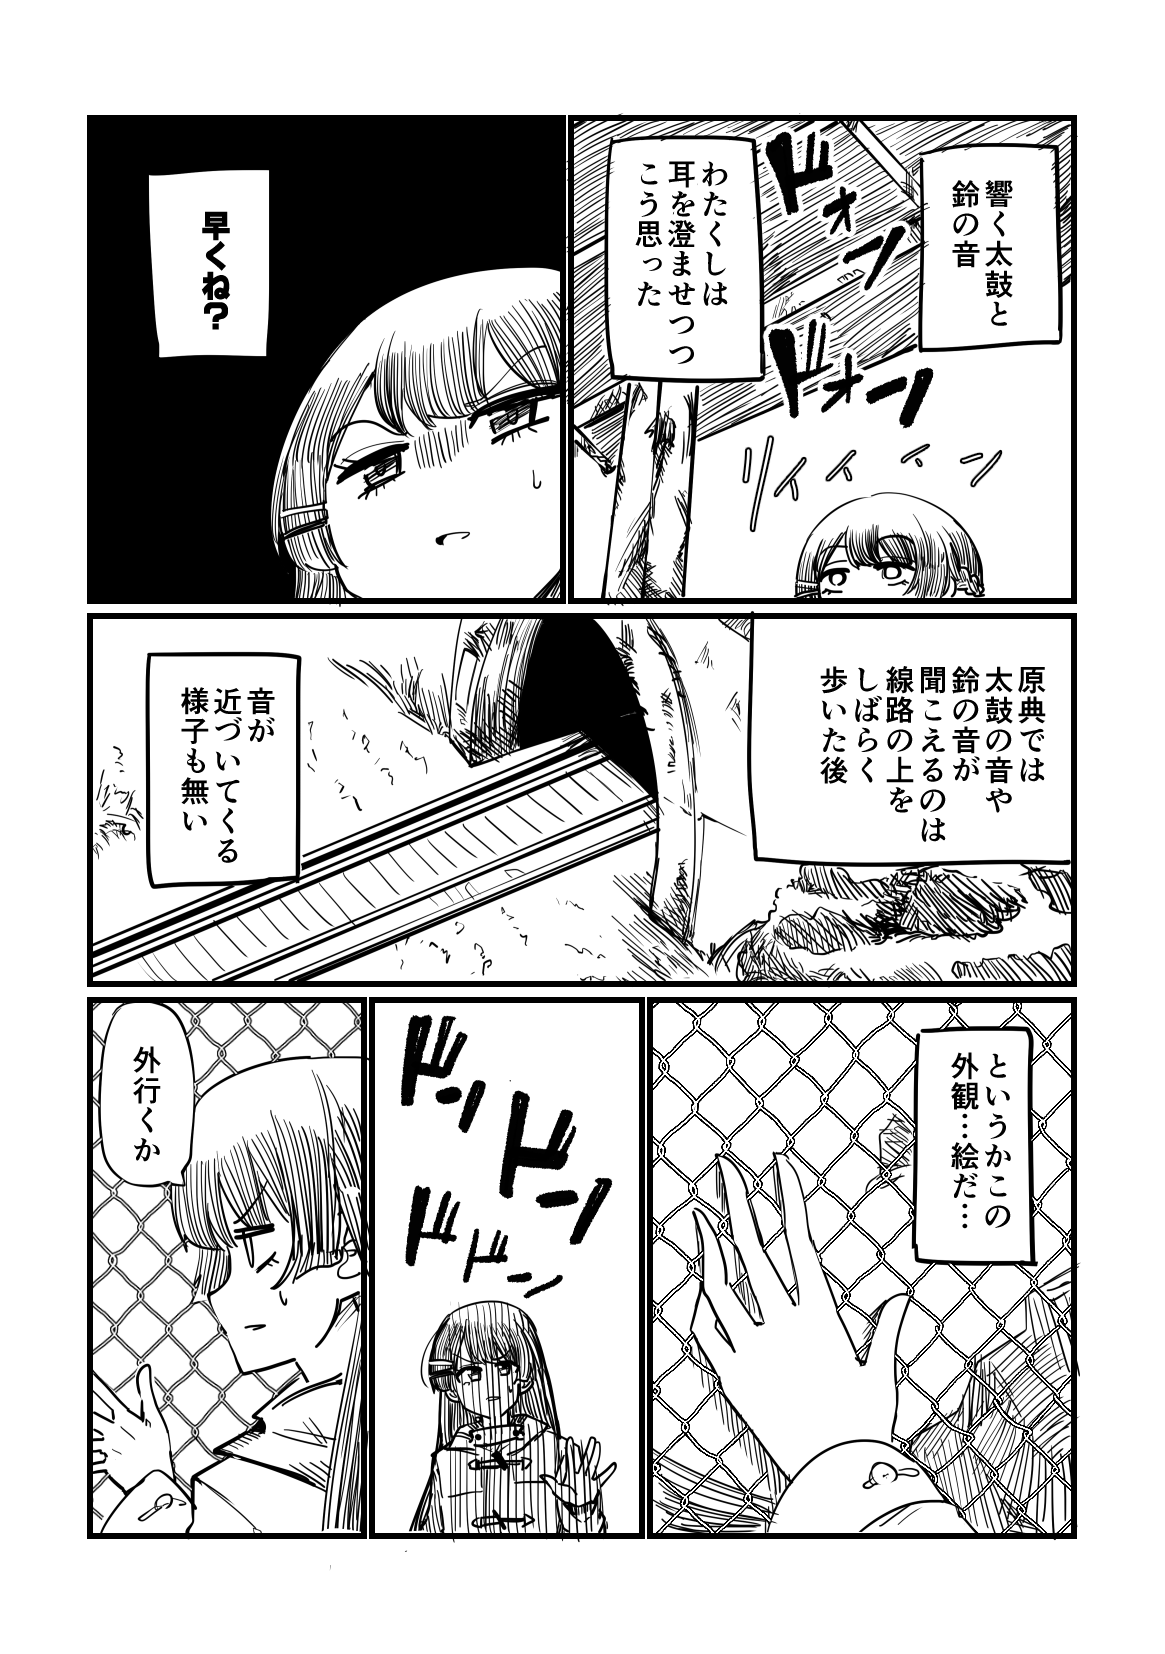 響く太鼓と
鈴の音
ドォン
ドォーン
リィイィーン
わたくしは
耳を澄ませつつ
こう思った
早くね?
原典では
太鼓の音や
鈴の音が
聞こえるのは
線路の上を
しばらく
歩いた後
音が
近づいてくる
様子も無い
というかこの
外観…絵だ…
ドン
ドーン
ドドーン
外行くか